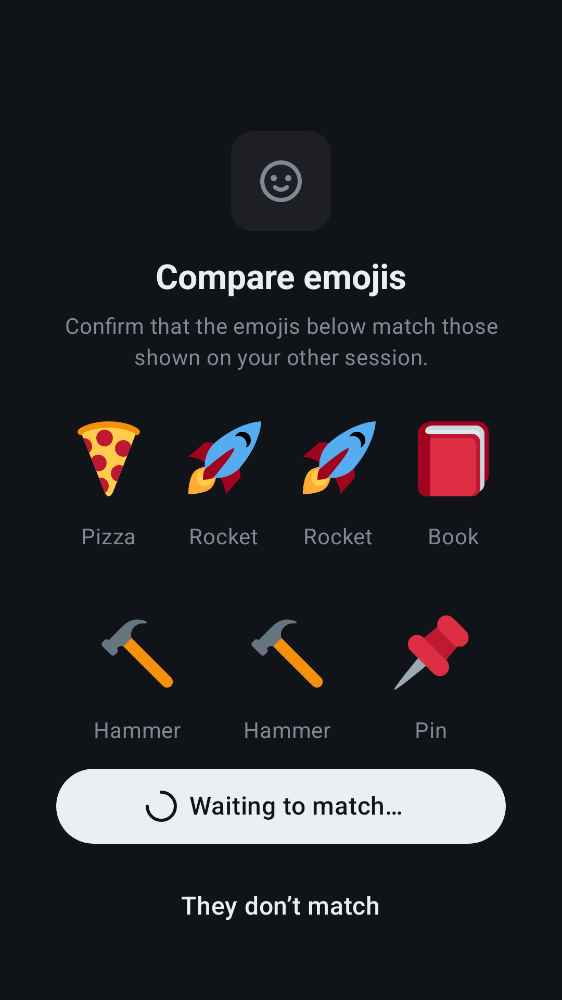 Compare emojis
Confirm that the emojis below match those
shown on your other session.
Pizza Rocket Rocket Book
Hammer Hammer Pin
Waiting to match…
They don’t match